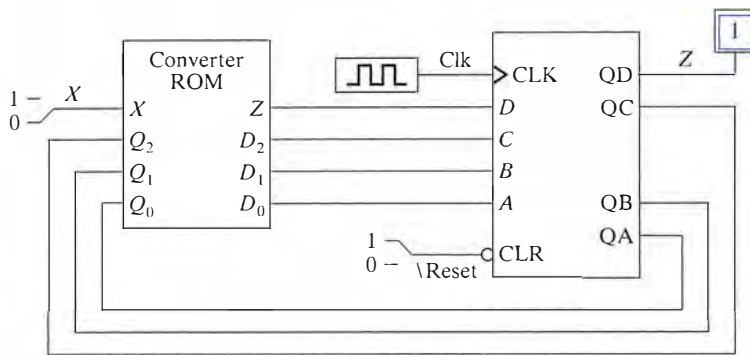 Converter
ROM
X
Q₂
Q₁
Q₀
Z
D₂
D₁
D₀
1
0
X
Clk
CLK
D
C
B
A
CLR
QD
QC
QB
QA
1
0
\Reset
Z
1